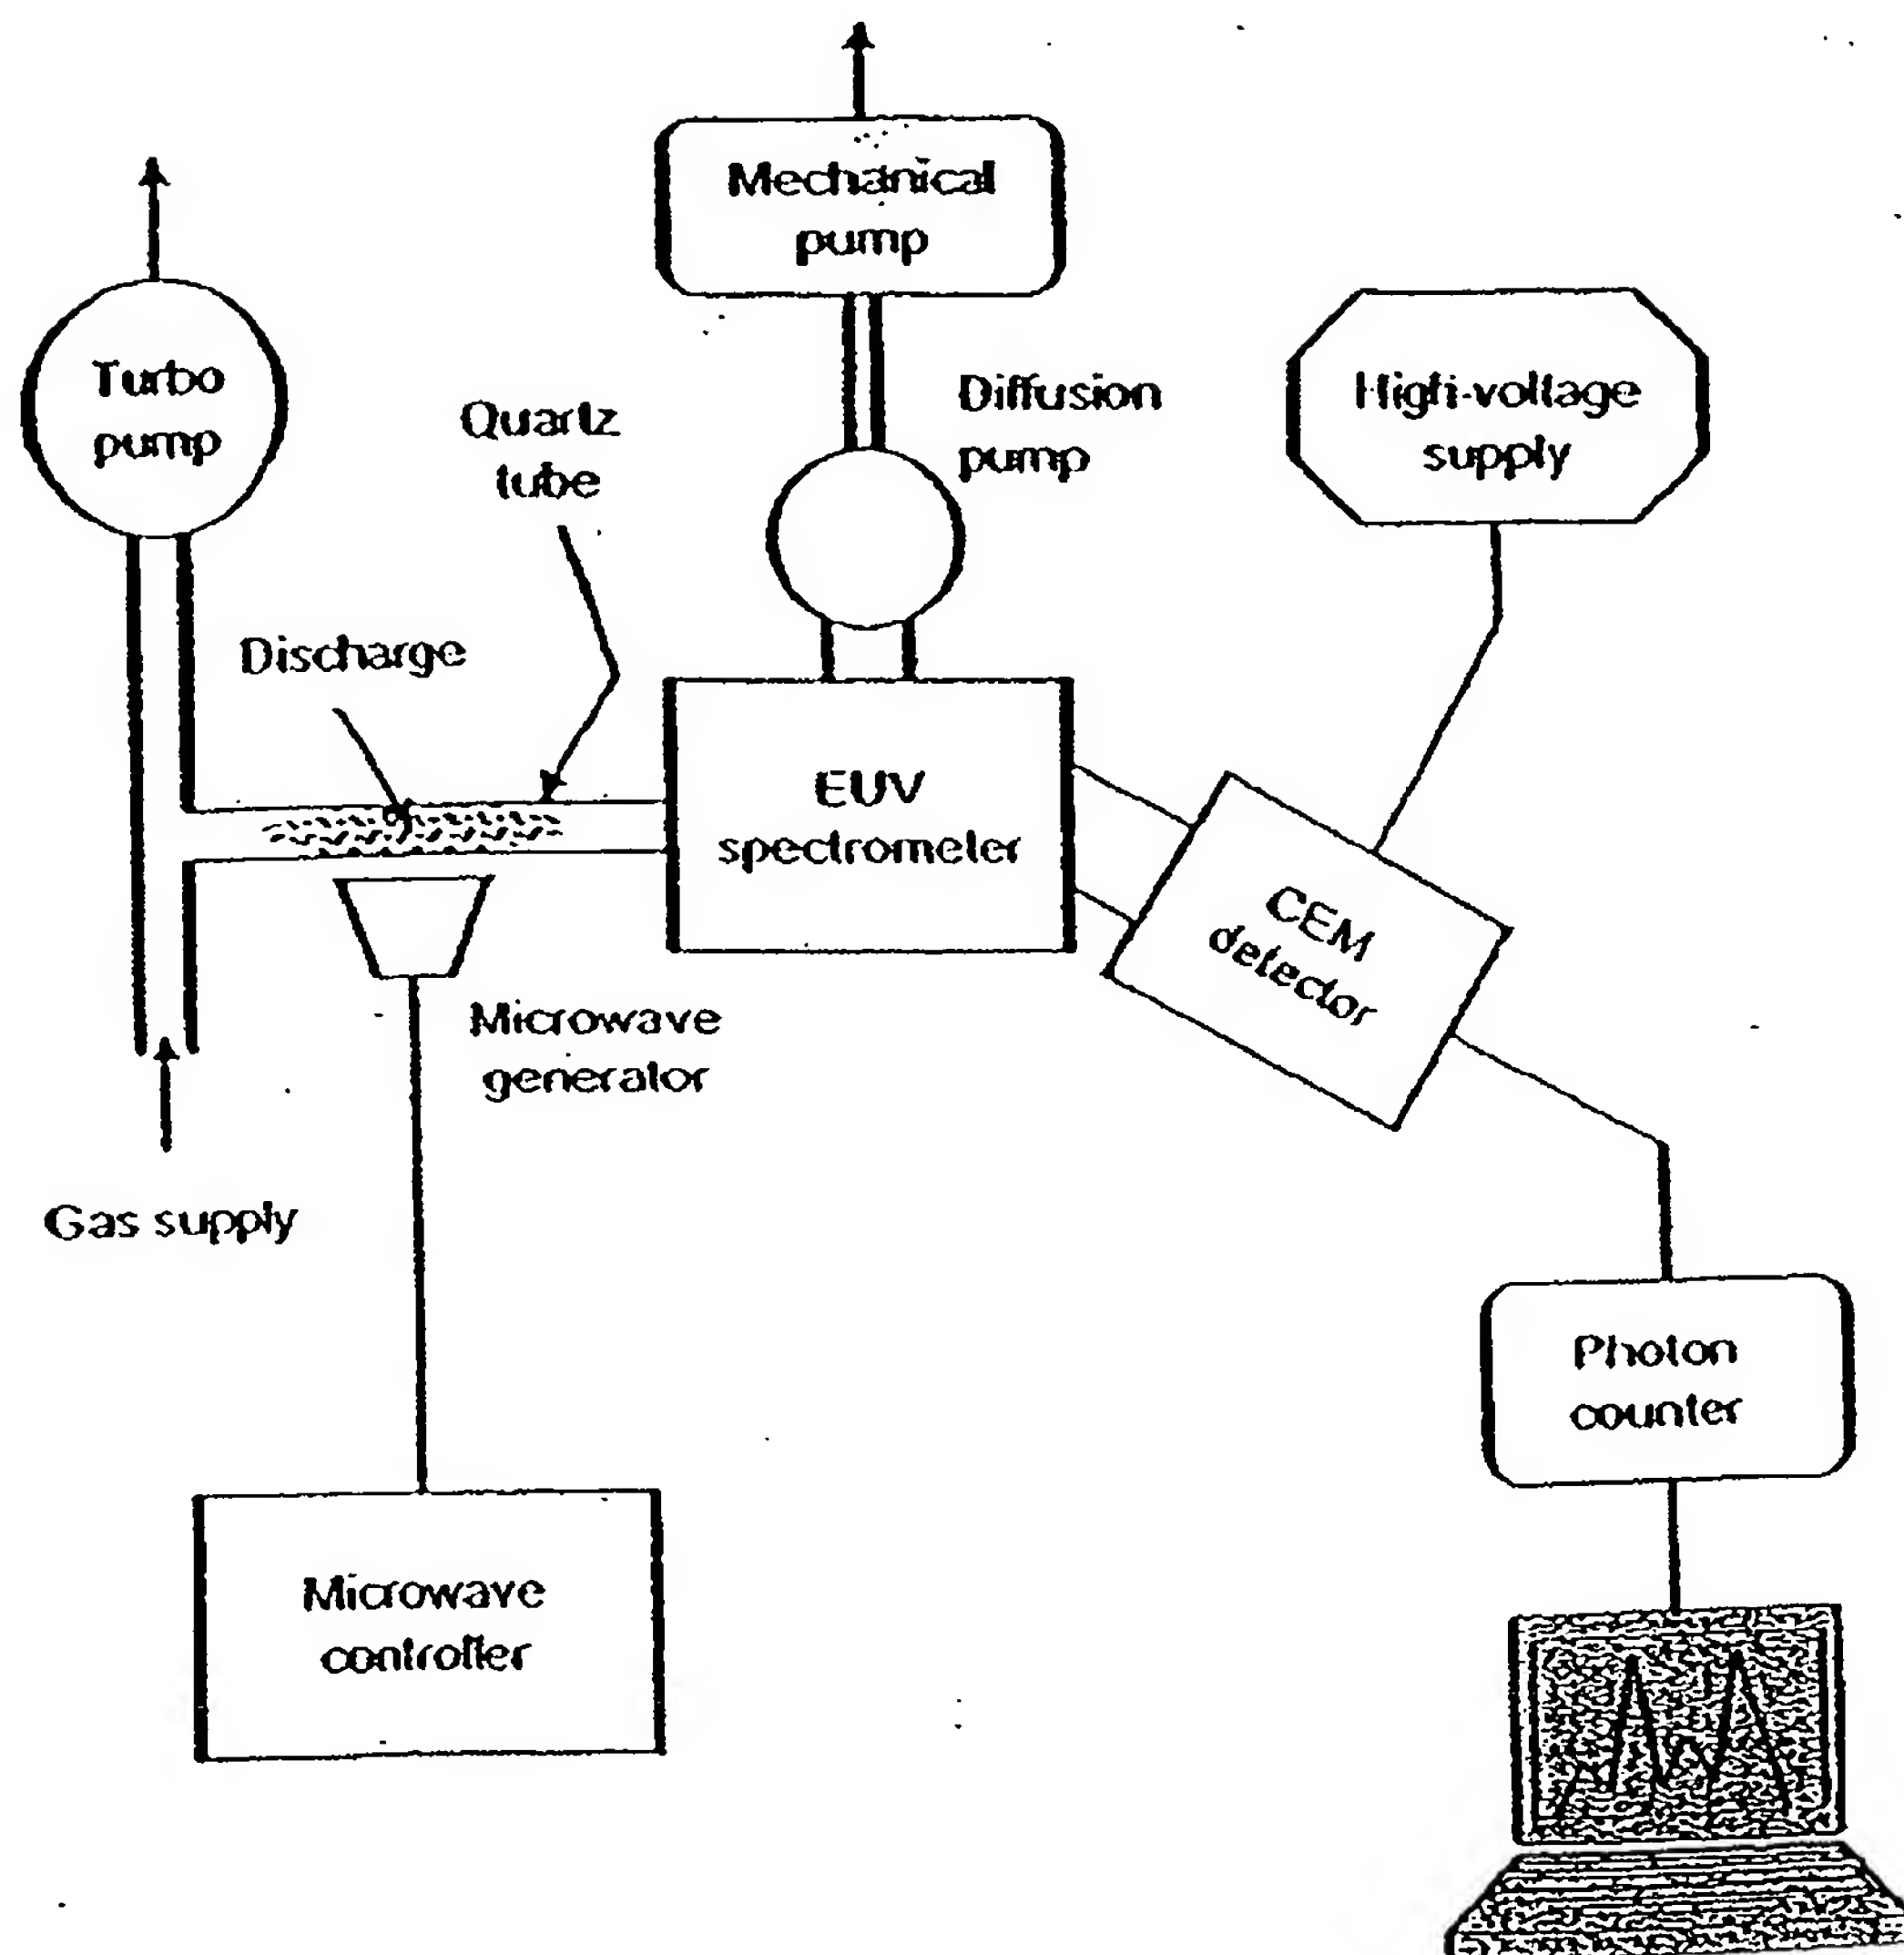 Mechanical
pump
Turbo
pump
Quartz
tube
Diffusion
pump
High-voltage
supply
Discharge
EUV
spectrometer
CEM
detector
Microwave
generator
Gas supply
Photon
counter
Microwave
controller